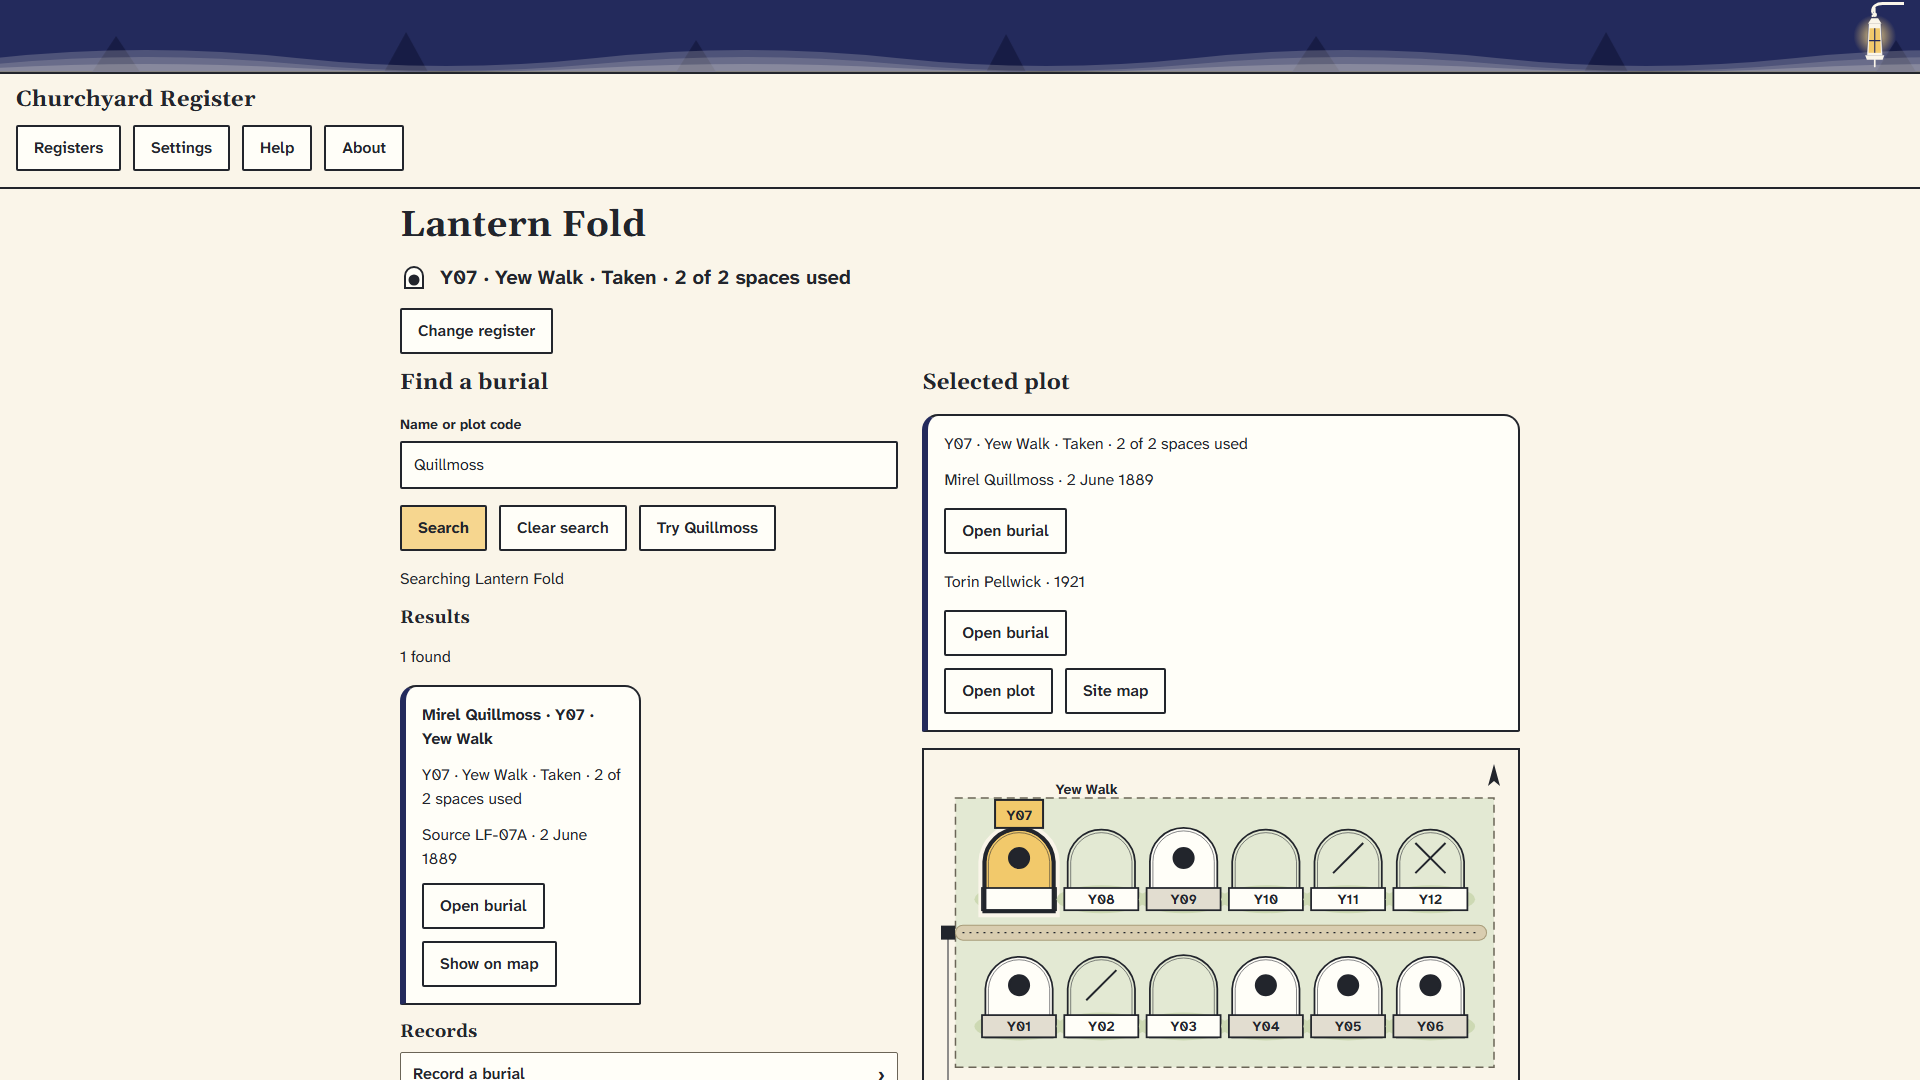 Churchyard Register
Registers
Settings
Help
About
Lantern Fold
Y07 · Yew Walk · Taken · 2 of 2 spaces used
Change register
Find a burial
Name or plot code
Quillmoss
Search
Clear search
Try Quillmoss
Searching Lantern Fold
Results
1 found
Mirel Quillmoss · Y07 ·
Yew Walk
Y07 · Yew Walk · Taken · 2 of
2 spaces used
Source LF-07A · 2 June
1889
Open burial
Show on map
Records
Record a burial
Selected plot
Y07 · Yew Walk · Taken · 2 of 2 spaces used
Mirel Quillmoss · 2 June 1889
Open burial
Torin Pellwick · 1921
Open burial
Open plot
Site map
Yew Walk
Y07
Y08
Y09
Y10
Y11
Y12
Y01
Y02
Y03
Y04
Y05
Y06